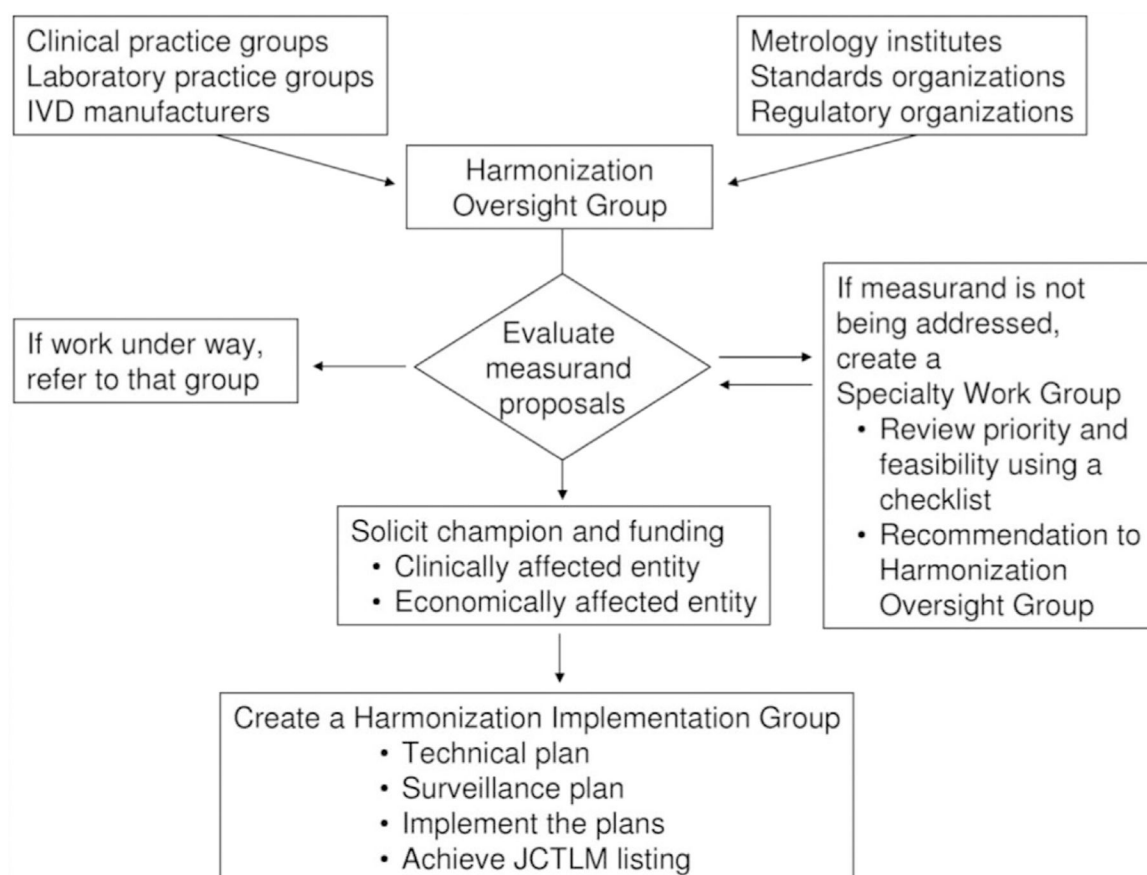 Clinical practice groups
Laboratory practice groups
IVD manufacturers
Metrology institutes
Standards organizations
Regulatory organizations
Harmonization
Oversight Group
If work under way,
refer to that group
Evaluate
measurand
proposals
If measurand is not
being addressed,
create a
Specialty Work Group
• Review priority and
feasibility using a
checklist
• Recommendation to
Harmonization
Oversight Group
Solicit champion and funding
• Clinically affected entity
• Economically affected entity
Create a Harmonization Implementation Group
• Technical plan
• Surveillance plan
• Implement the plans
• Achieve JCTLM listing